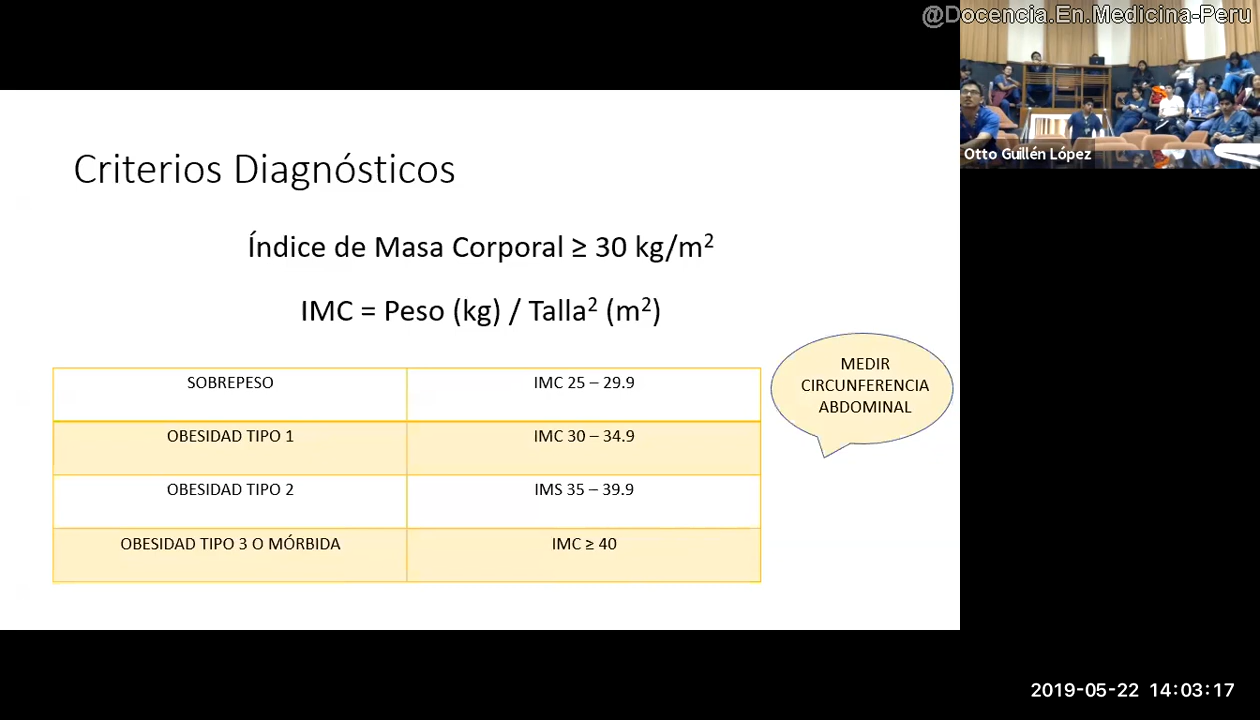 @Docencia.En.Medicina-Peru
Otto Guillén López
Criterios Diagnósticos
Índice de Masa Corporal ≥ 30 kg/m²
IMC = Peso (kg) / Talla² (m²)
SOBREPESO IMC 25 – 29.9
OBESIDAD TIPO 1 IMC 30 – 34.9
OBESIDAD TIPO 2 IMS 35 – 39.9
OBESIDAD TIPO 3 O MÓRBIDA IMC ≥ 40
MEDIR
CIRCUNFERENCIA
ABDOMINAL
2019-05-22 14:03:17